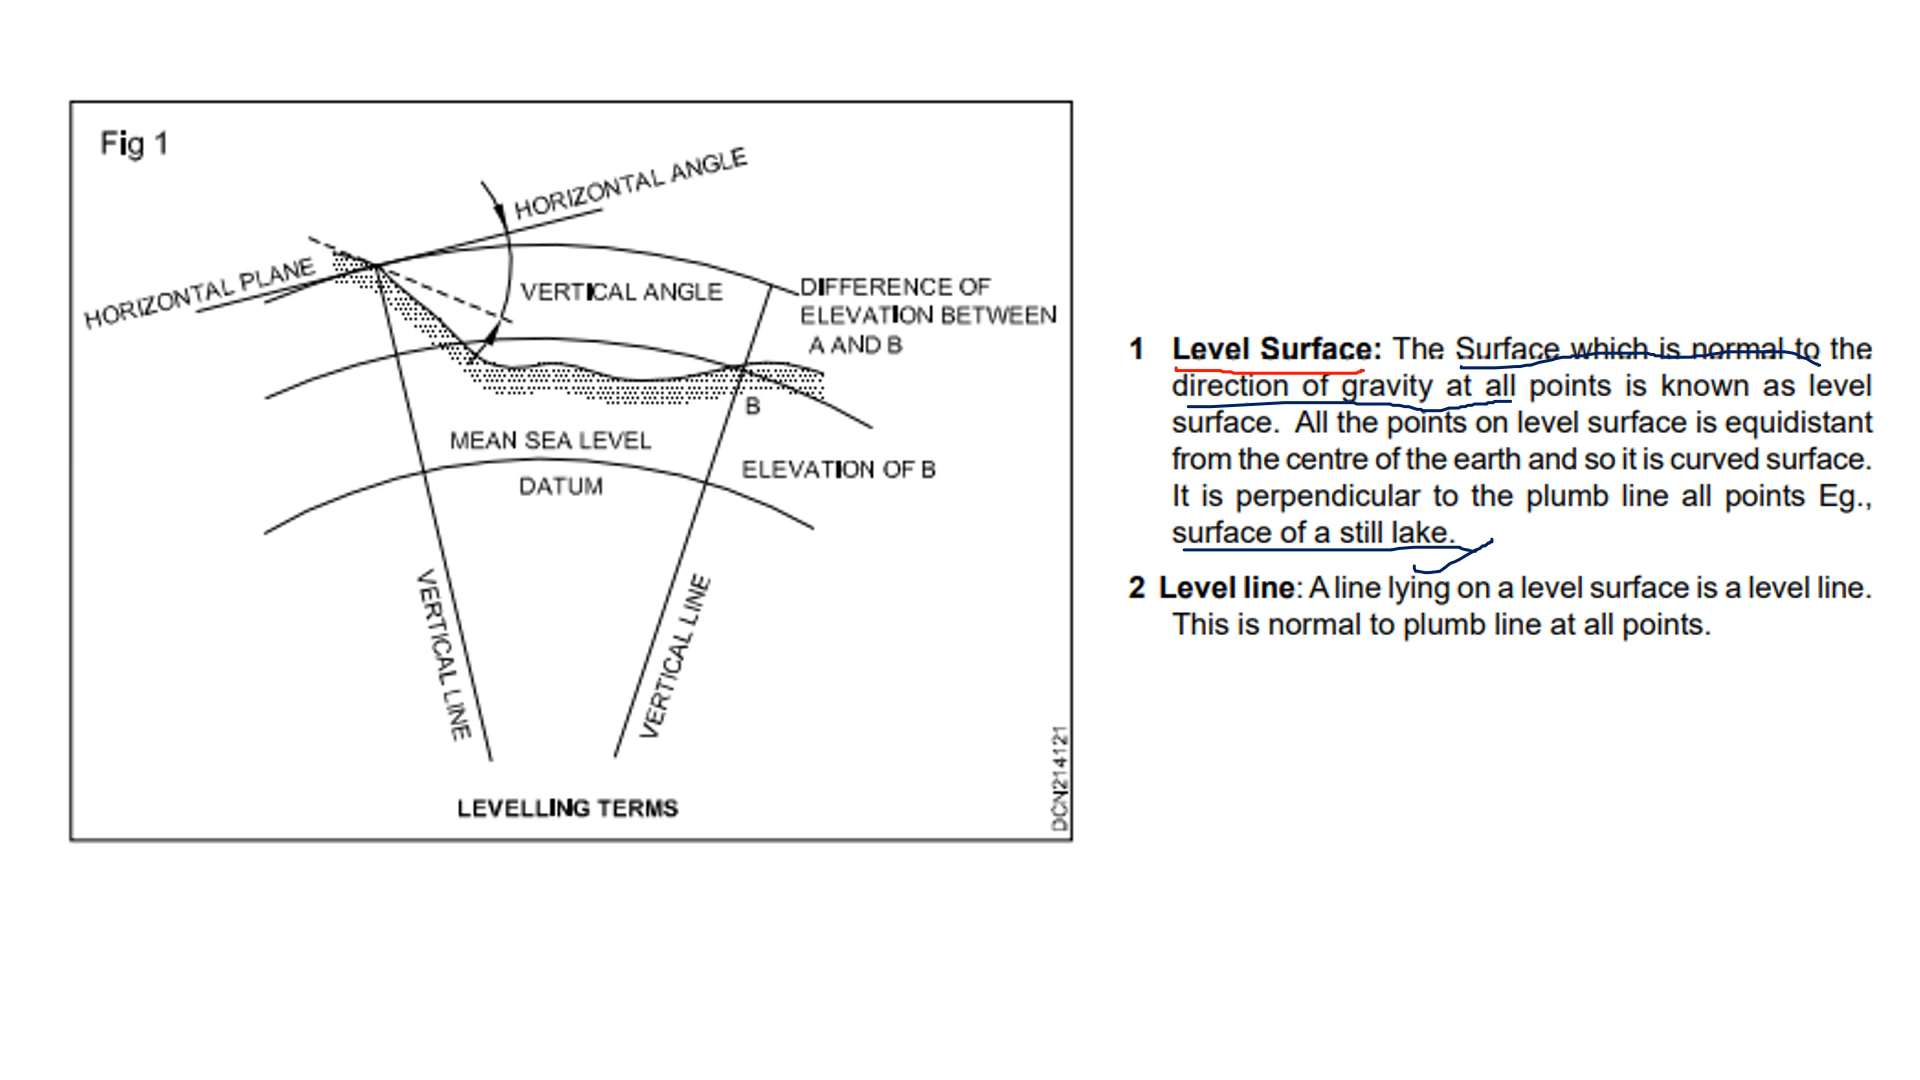 Fig 1
HORIZONTAL ANGLE
HORIZONTAL PLANE
VERTICAL ANGLE
DIFFERENCE OF
ELEVATION BETWEEN
A AND B
B
MEAN SEA LEVEL
DATUM
ELEVATION OF B
VERTICAL LINE
VERTICAL LINE
LEVELLING TERMS
DCN214121
1 Level Surface: The Surface which is normal to the
direction of gravity at all points is known as level
surface. All the points on level surface is equidistant
from the centre of the earth and so it is curved surface.
It is perpendicular to the plumb line all points Eg.,
surface of a still lake.
2 Level line: A line lying on a level surface is a level line.
This is normal to plumb line at all points.